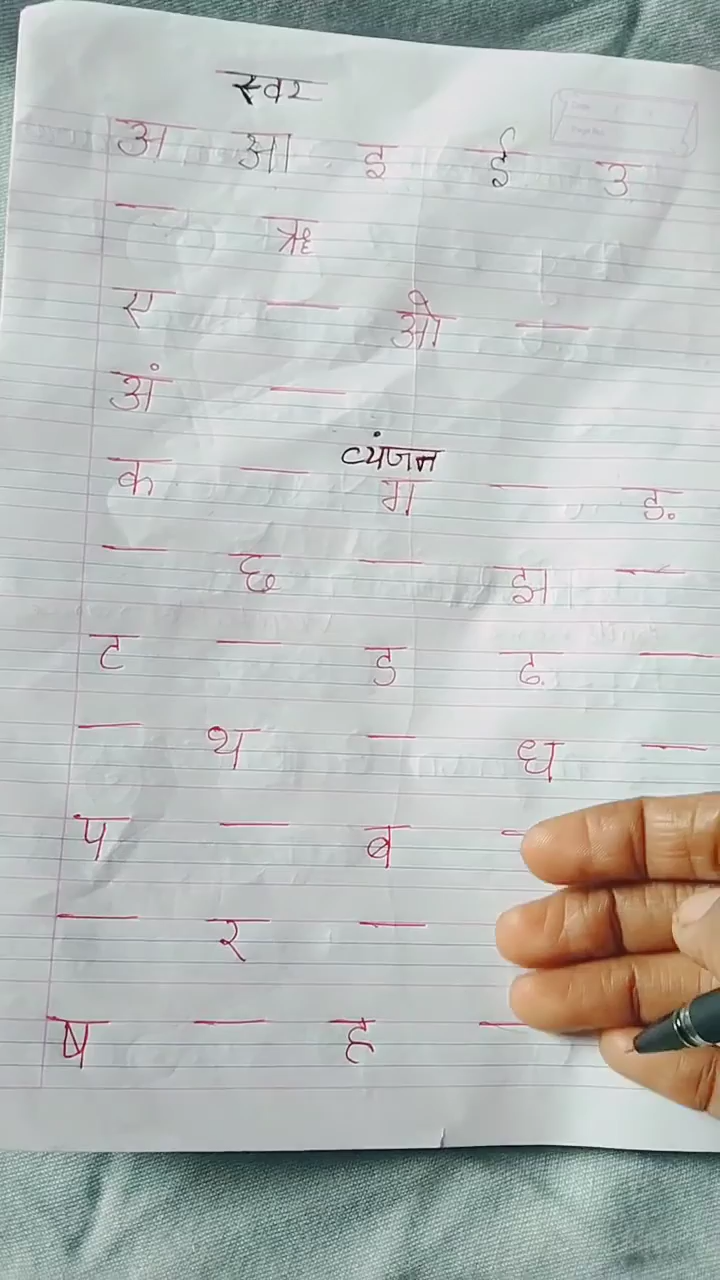 स्वर
अ आ इ ई उ
— ऋ
ए — ओ —
अं —
व्यंजन
क — ग — ङ
— छ — झ —
ट — ड ढ —
— थ — ध —
प — ब —
— र —
ष — ह —